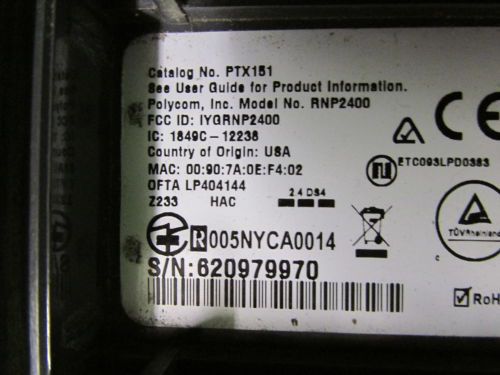 Catalog No. PTX151
See User Guide for Product Information.
Polycom, Inc. Model No. RNP2400
FCC ID: IYGRNP2400
IC: 1849C-12238
Country of Origin: USA
MAC: 00:90:7A:0E:F4:02
OFTA LP404144
Z233 HAC
2.4 DS4
CE
N
ETC093LPD0383
TÜVRheinland
R 005NYCA0014
S/N:620979970
RoH